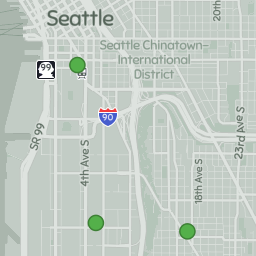 Seattle
20th
Seattle Chinatown-
International
District
99
90
SR 99
4th Ave S
23rd Ave S
18th Ave S